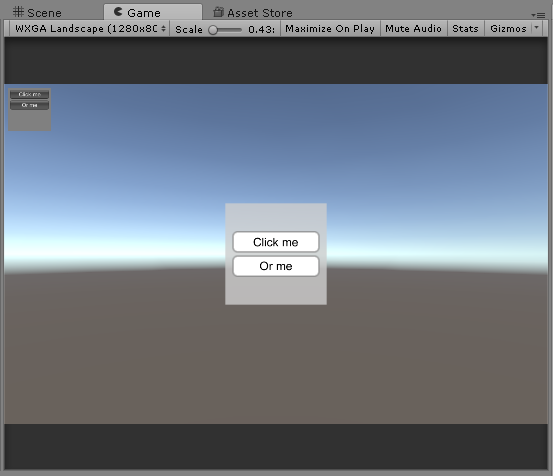 Scene Game Asset Store
WXGA Landscape (1280x80 Scale 0.43: Maximize On Play Mute Audio Stats Gizmos
Click me
Or me
Click me
Or me